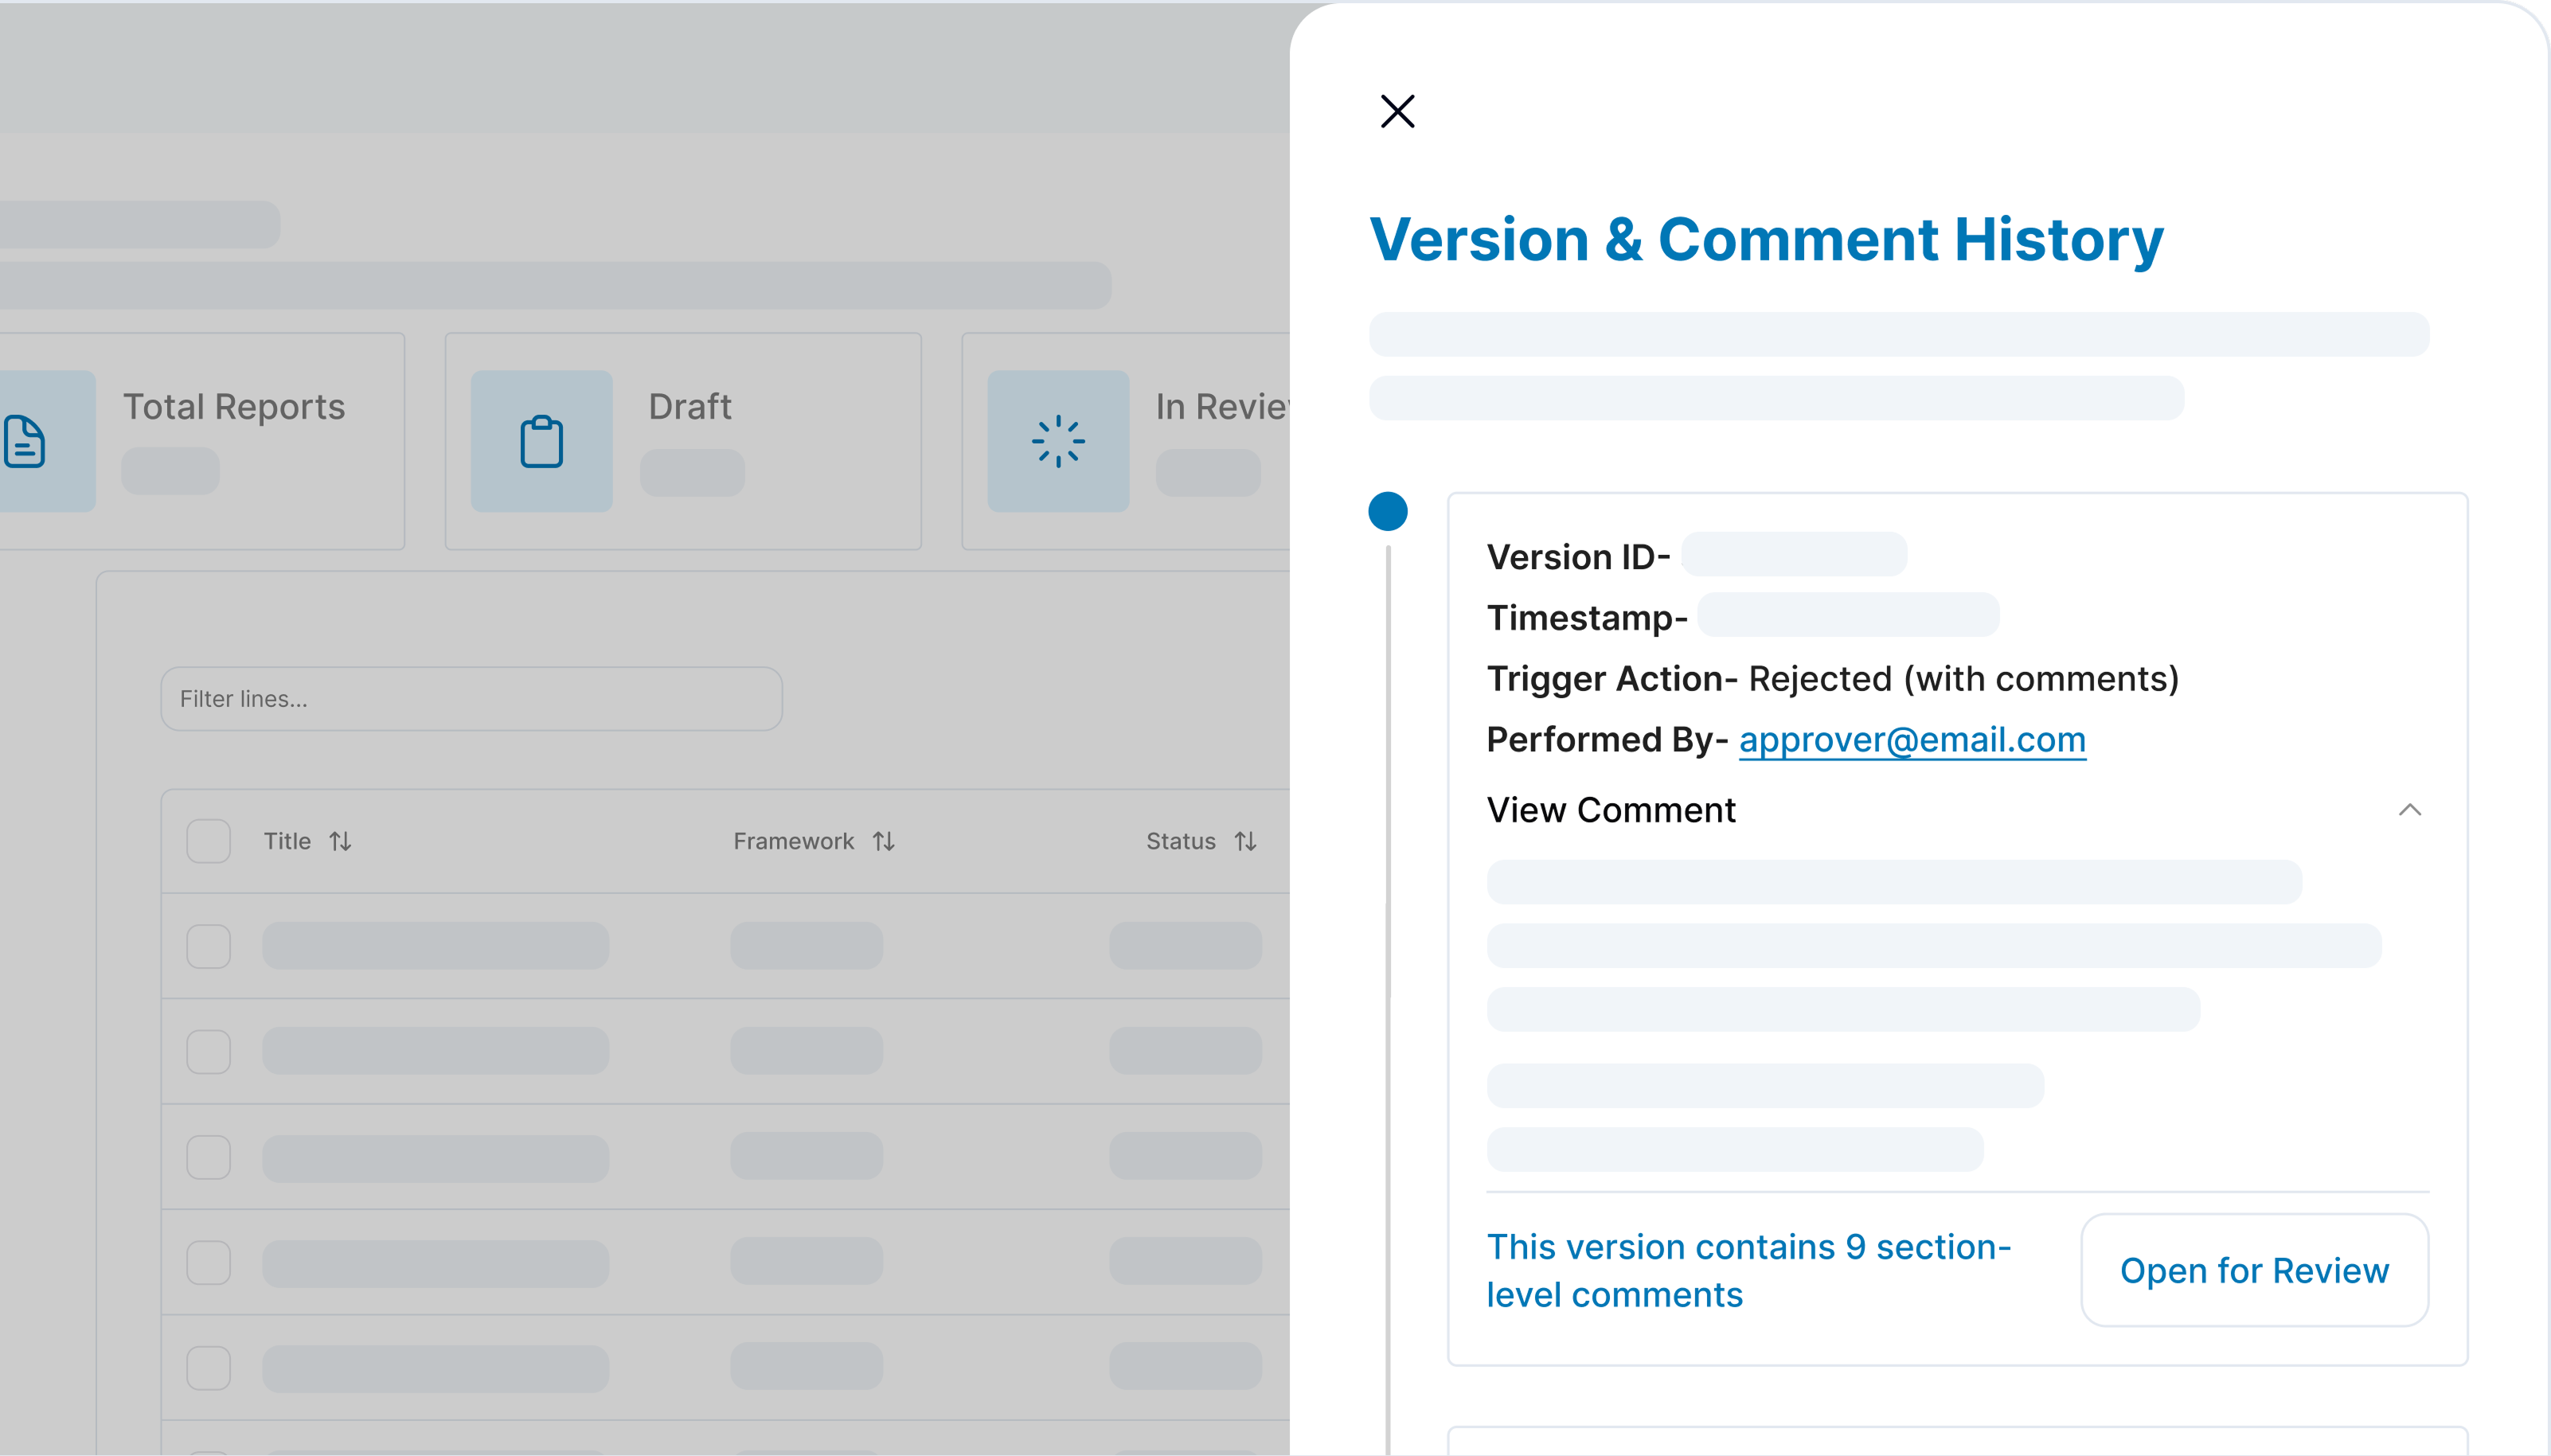 Version & Comment History
Total Reports
Draft
In Review
Filter lines...
Title
Framework
Status
Version ID-
Timestamp-
Trigger Action- Rejected (with comments)
Performed By- approver@email.com
View Comment
This version contains 9 section-
level comments
Open for Review